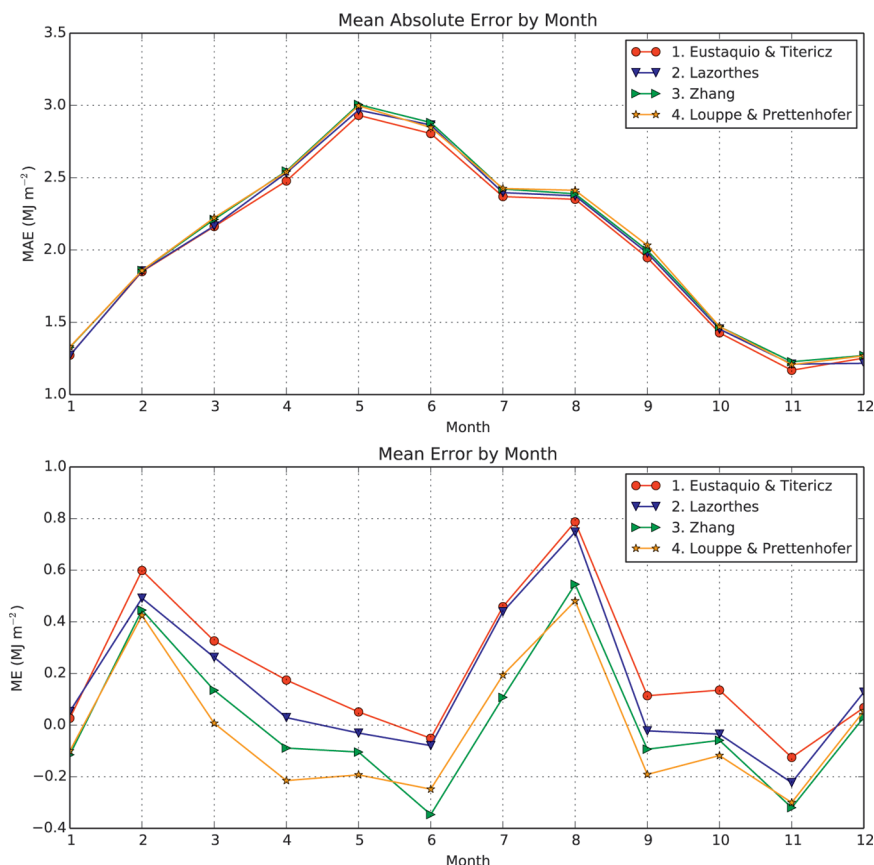 Mean Absolute Error by Month
3.5
3.0
2.5
2.0
1.5
1.0
MAE (MJ m⁻²)
1. Eustaquio & Titericz
2. Lazorthes
3. Zhang
4. Louppe & Prettenhofer
1 2 3 4 5 6 7 8 9 10 11 12
Month
Mean Error by Month
1.0
0.8
0.6
0.4
0.2
0.0
−0.2
−0.4
ME (MJ m⁻²)
1. Eustaquio & Titericz
2. Lazorthes
3. Zhang
4. Louppe & Prettenhofer
1 2 3 4 5 6 7 8 9 10 11 12
Month